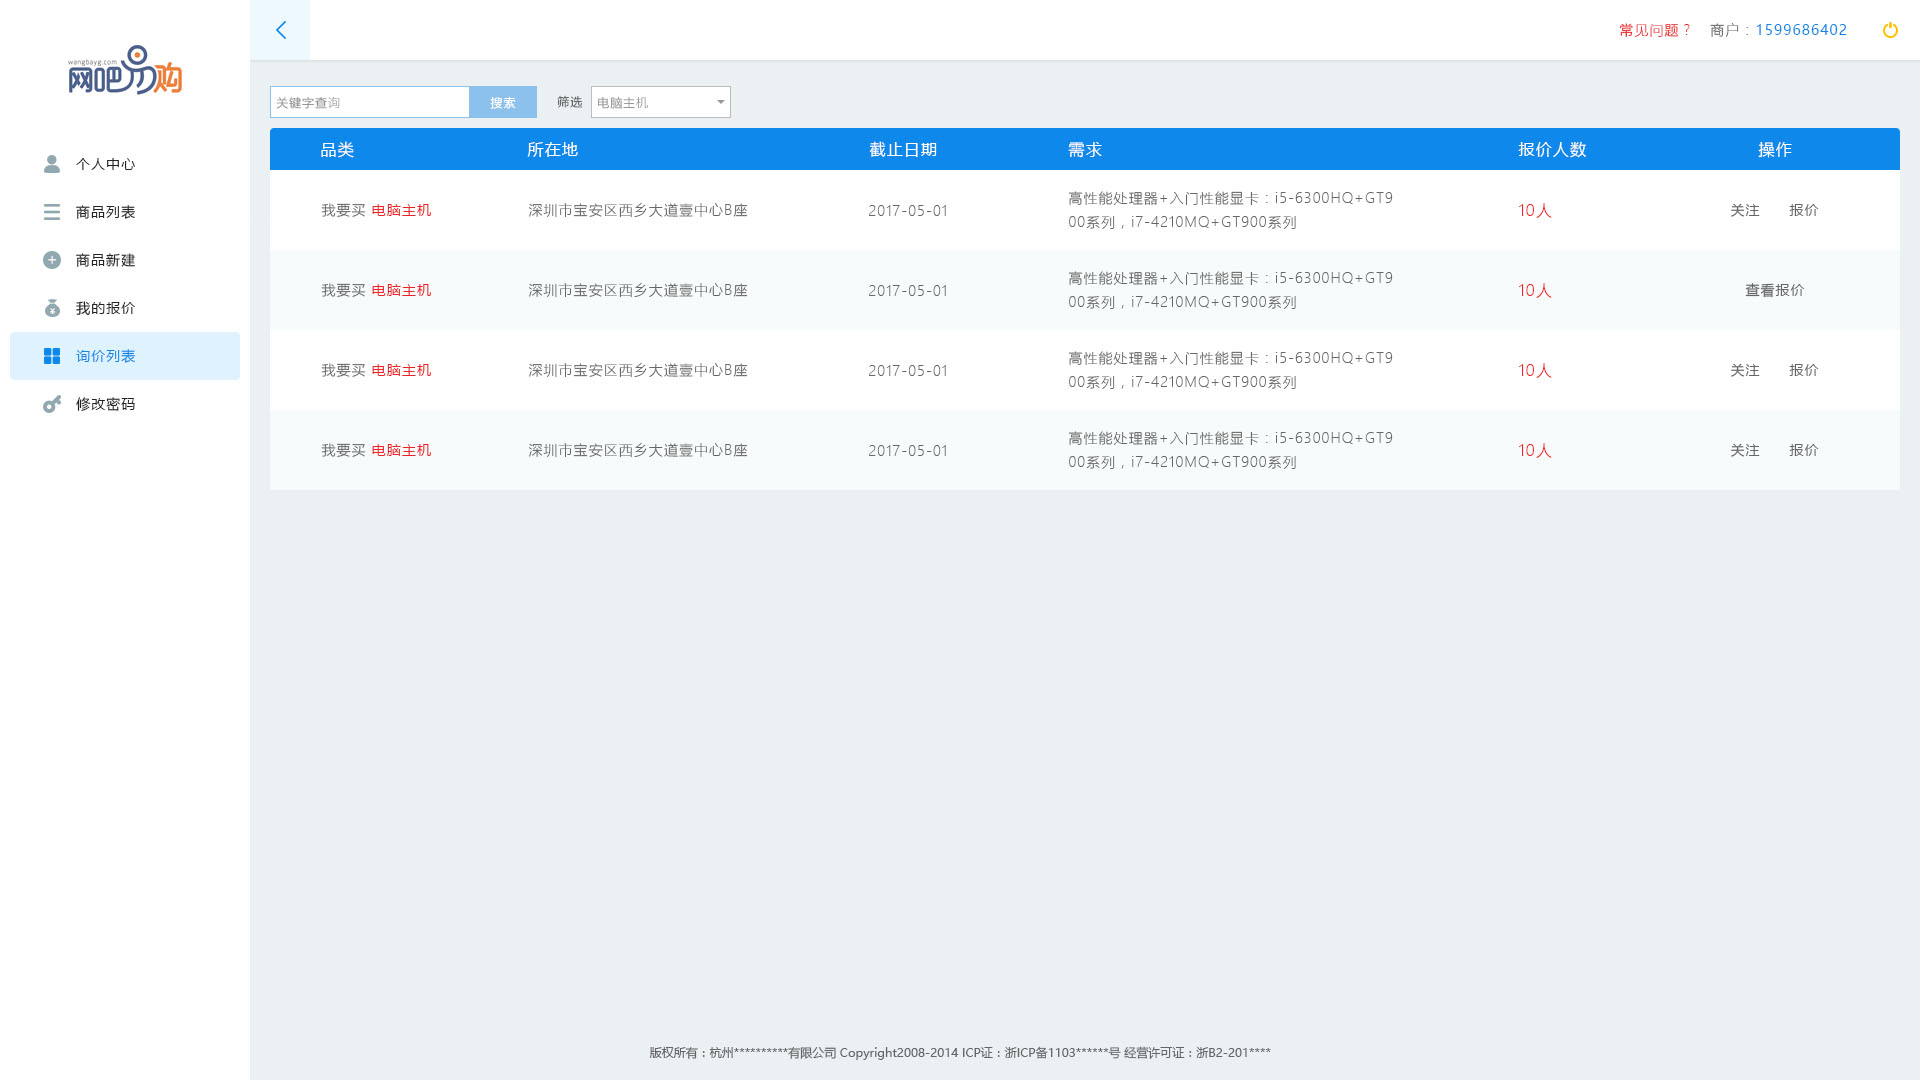 wangbayg.com
网吧易购
常见问题？ 商户：1599686402
个人中心
商品列表
商品新建
我的报价
询价列表
修改密码
关键字查询 搜索 筛选 电脑主机
品类 所在地 截止日期 需求 报价人数 操作
我要买 电脑主机 深圳市宝安区西乡大道壹中心B座 2017-05-01 高性能处理器+入门性能显卡：i5-6300HQ+GT9
00系列，i7-4210MQ+GT900系列 10人 关注 报价
我要买 电脑主机 深圳市宝安区西乡大道壹中心B座 2017-05-01 高性能处理器+入门性能显卡：i5-6300HQ+GT9
00系列，i7-4210MQ+GT900系列 10人 查看报价
我要买 电脑主机 深圳市宝安区西乡大道壹中心B座 2017-05-01 高性能处理器+入门性能显卡：i5-6300HQ+GT9
00系列，i7-4210MQ+GT900系列 10人 关注 报价
我要买 电脑主机 深圳市宝安区西乡大道壹中心B座 2017-05-01 高性能处理器+入门性能显卡：i5-6300HQ+GT9
00系列，i7-4210MQ+GT900系列 10人 关注 报价
版权所有：杭州**********有限公司 Copyright2008-2014 ICP证：浙ICP备1103******号 经营许可证：浙B2-201****